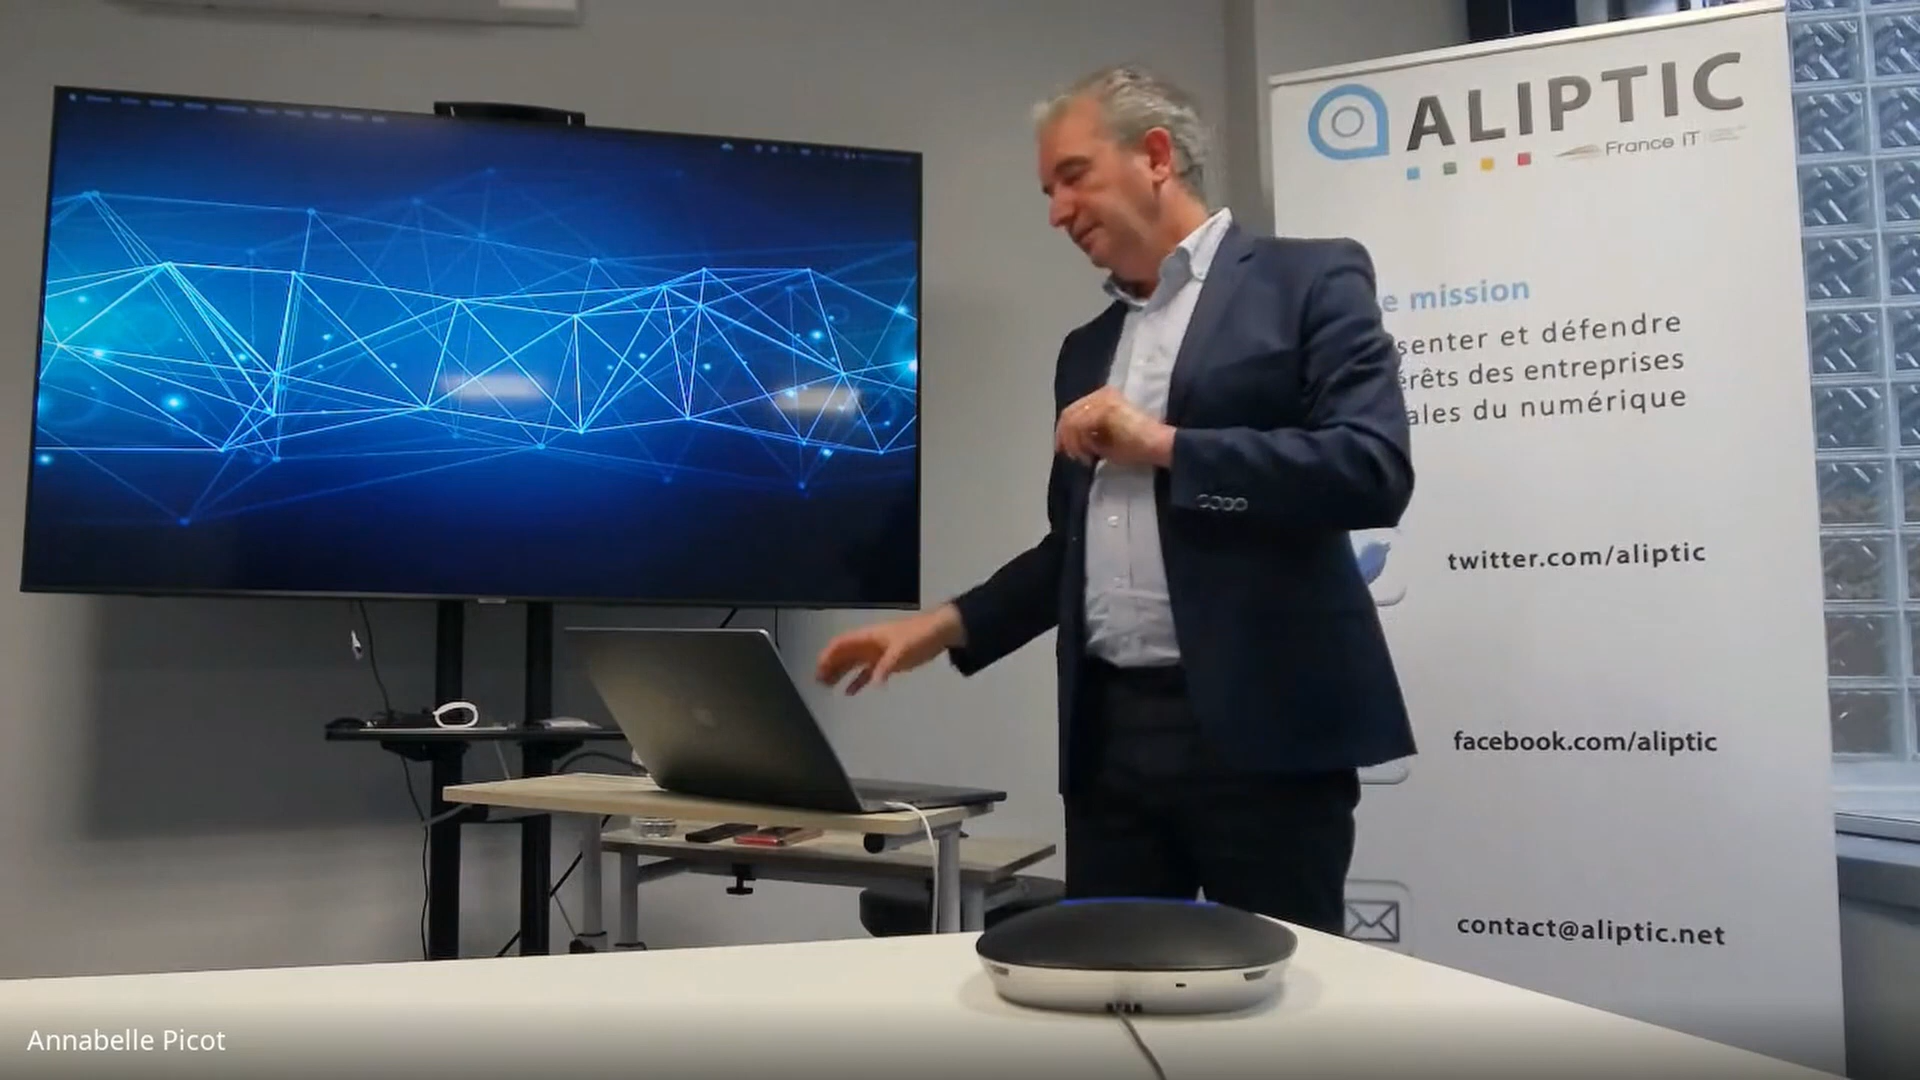 ALIPTIC
France iT
e mission
senter et défendre
érêts des entreprises
ales du numérique
twitter.com/aliptic
facebook.com/aliptic
contact@aliptic.net
Annabelle Picot